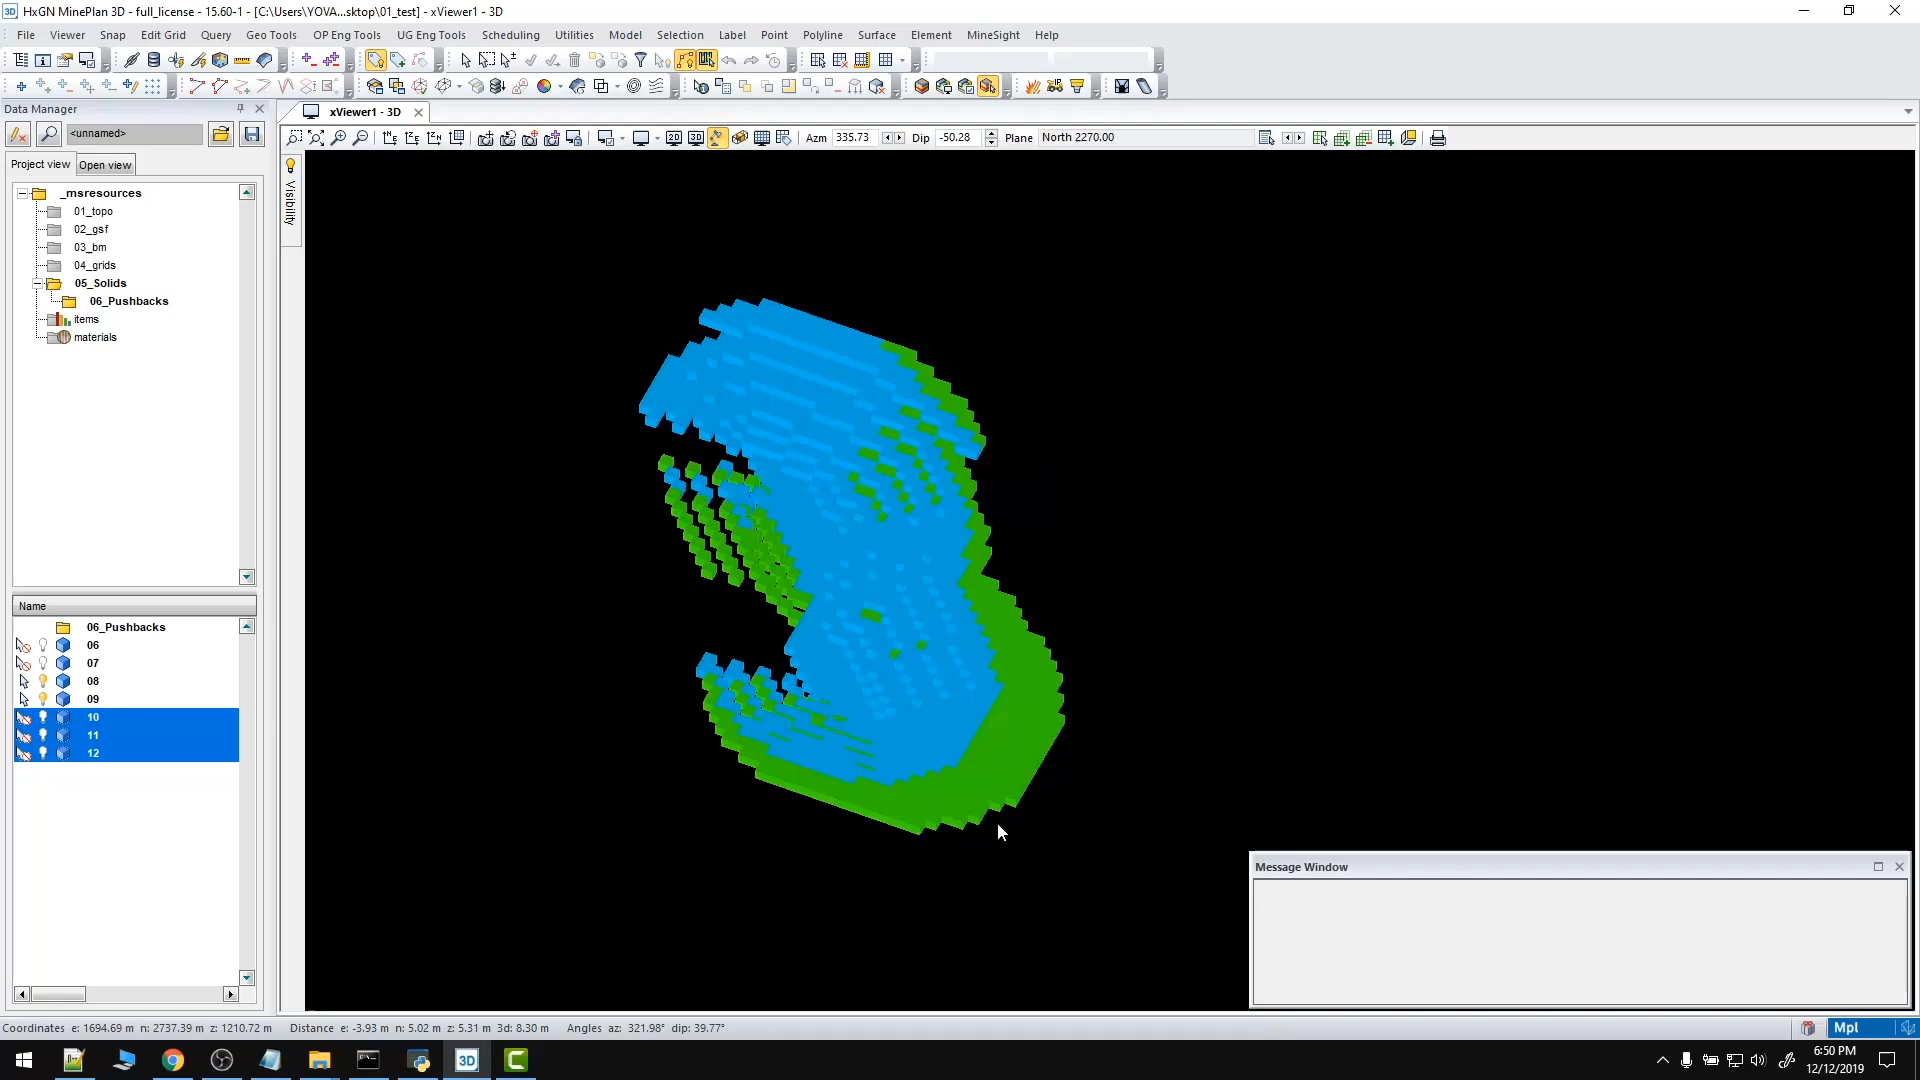 HxGN MinePlan 3D - full_license - 15.60-1 - [C:\Users\YOVA...sktop\01_test] - xViewer1 - 3D
File Viewer Snap Edit Grid Query Geo Tools OP Eng Tools UG Eng Tools Scheduling Utilities Model Selection Label Point Polyline Surface Element MineSight Help
Data Manager
xViewer1 - 3D
<unnamed>
2D 3D Azm 335.73 Dip -50.28 Plane North 2270.00
Project view Open view
Visibility
_msresources
01_topo
02_gsf
03_bm
04_grids
05_Solids
06_Pushbacks
items
materials
Name
06_Pushbacks
06
07
08
09
10
11
12
Message Window
Coordinates e: 1694.69 m n: 2737.39 m z: 1210.72 m Distance e: -3.93 m n: 5.02 m z: 5.31 m 3d: 8.30 m Angles az: 321.98° dip: 39.77°
Mpl
3D
6:50 PM
12/12/2019